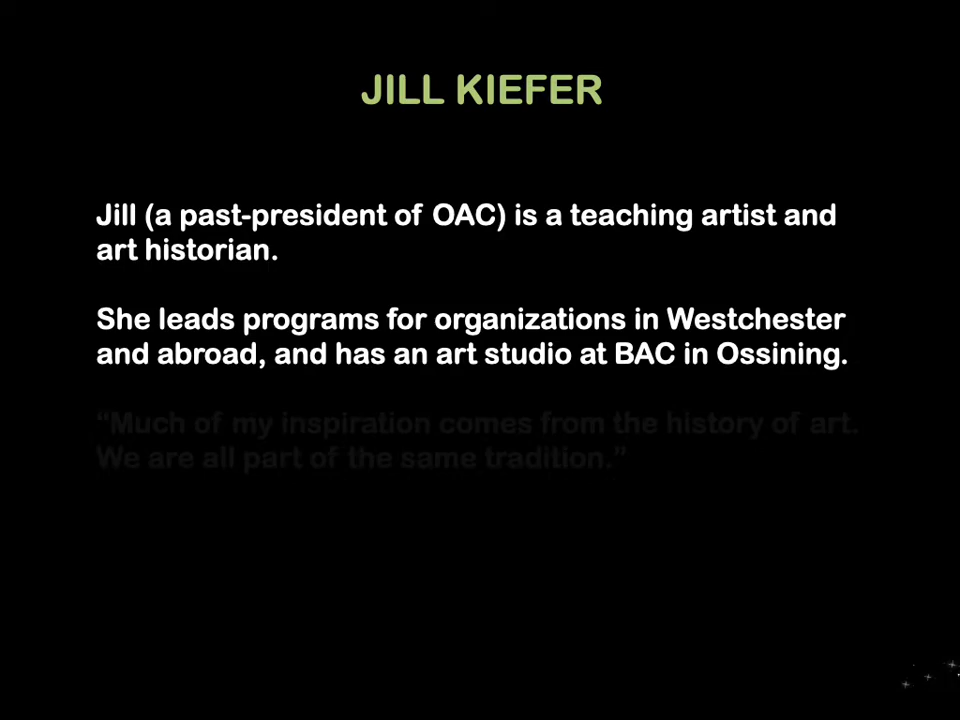 JILL KIEFER
Jill (a past-president of OAC) is a teaching artist and
art historian.
She leads programs for organizations in Westchester
and abroad, and has an art studio at BAC in Ossining.
“Much of my inspiration comes from the history of art.
We are all part of the same tradition.”